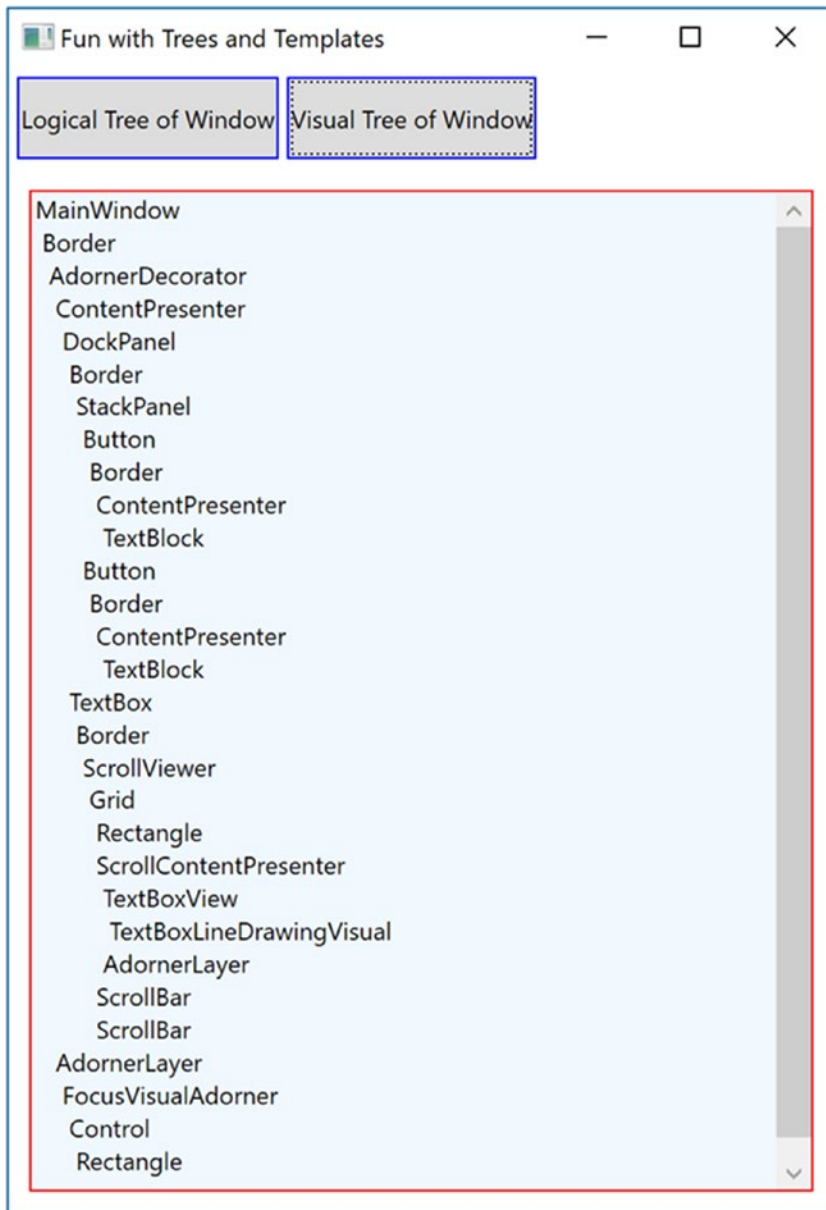 Fun with Trees and Templates
Logical Tree of Window Visual Tree of Window
MainWindow
Border
AdornerDecorator
ContentPresenter
DockPanel
Border
StackPanel
Button
Border
ContentPresenter
TextBlock
Button
Border
ContentPresenter
TextBlock
TextBox
Border
ScrollViewer
Grid
Rectangle
ScrollContentPresenter
TextBoxView
TextBoxLineDrawingVisual
AdornerLayer
ScrollBar
ScrollBar
AdornerLayer
FocusVisualAdorner
Control
Rectangle